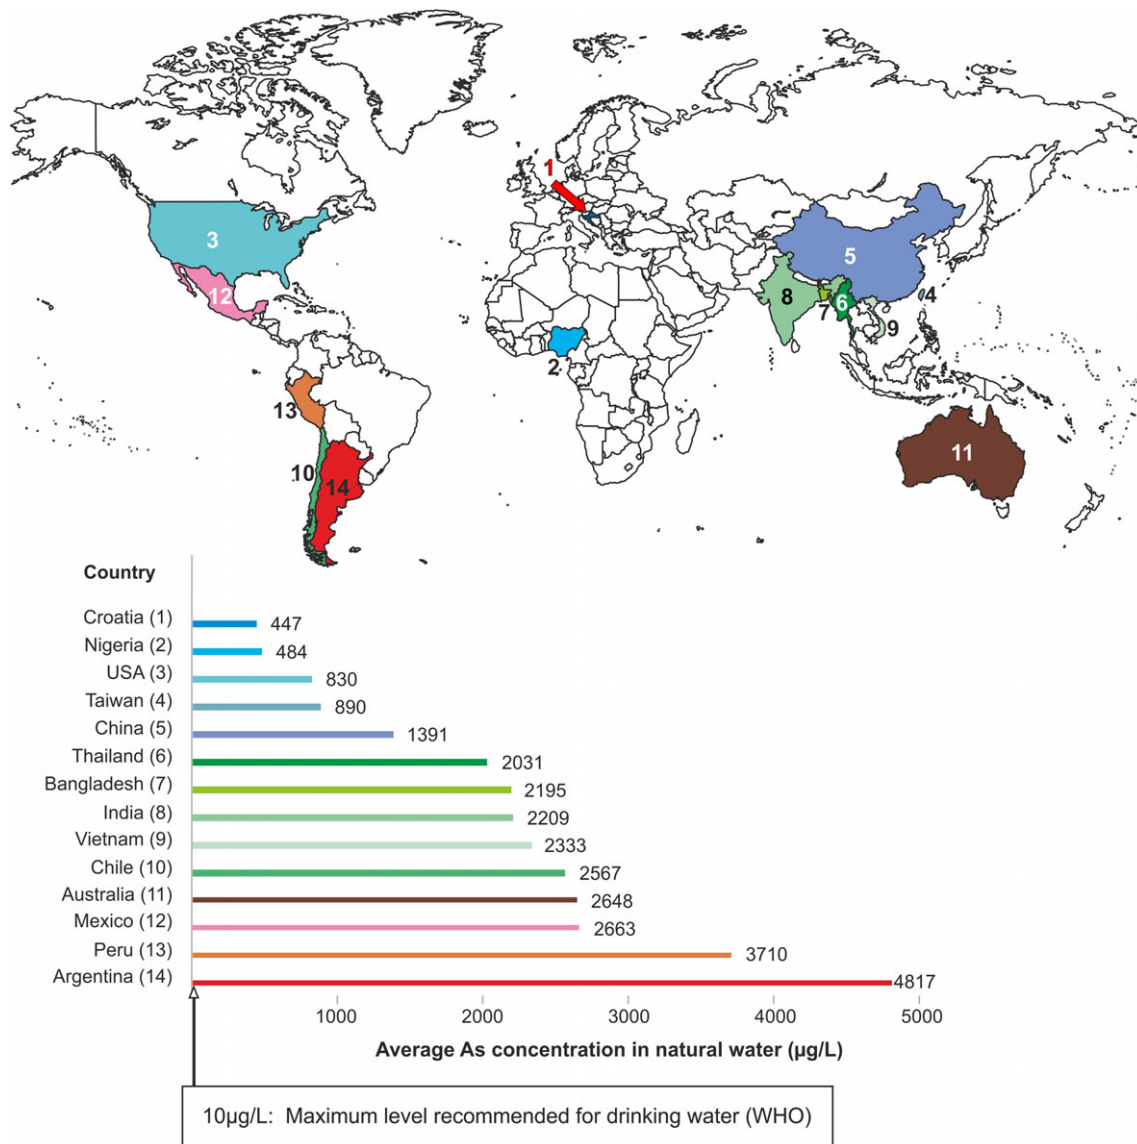 1
3
5
12
8
7
6
4
9
2
13
11
10
14
Country
Croatia (1) 447
Nigeria (2) 484
USA (3) 830
Taiwan (4) 890
China (5) 1391
Thailand (6) 2031
Bangladesh (7) 2195
India (8) 2209
Vietnam (9) 2333
Chile (10) 2567
Australia (11) 2648
Mexico (12) 2663
Peru (13) 3710
Argentina (14) 4817
1000 2000 3000 4000 5000
Average As concentration in natural water (µg/L)
10µg/L: Maximum level recommended for drinking water (WHO)